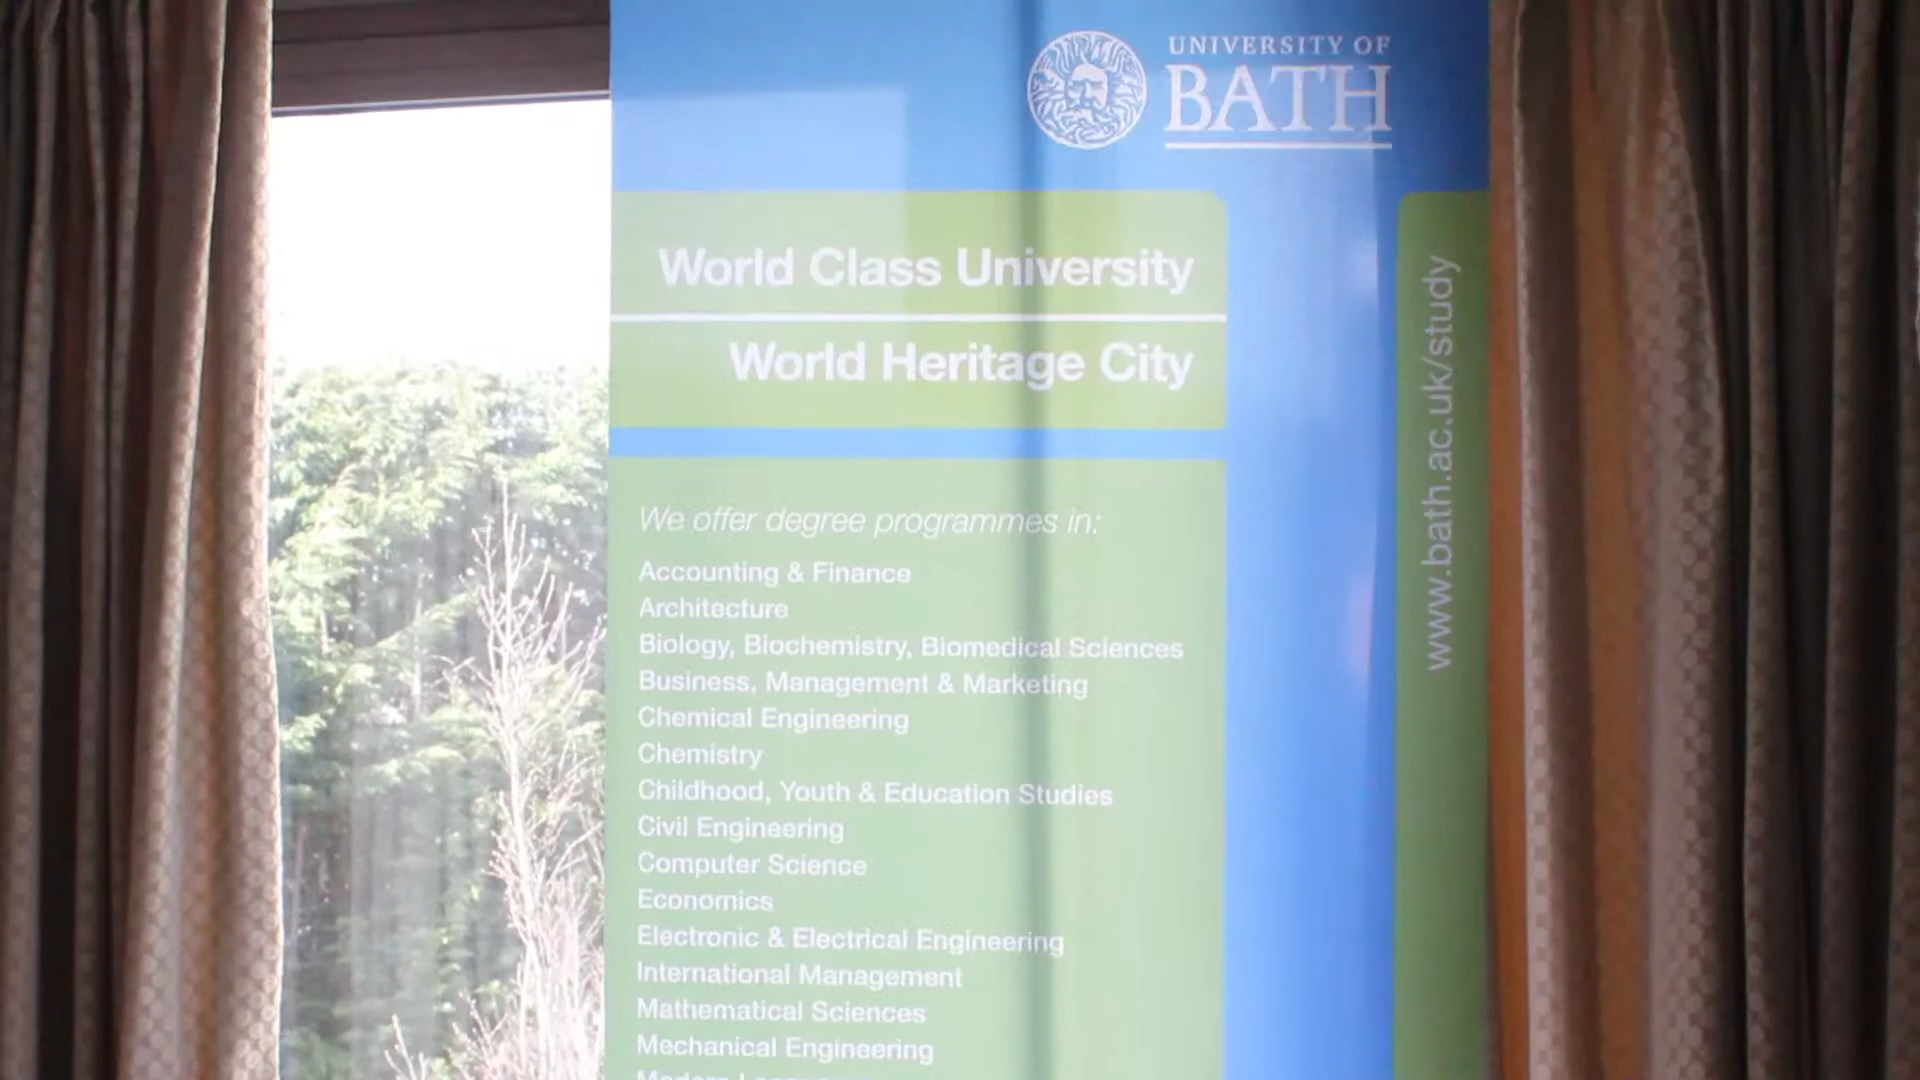 UNIVERSITY OF
BATH
World Class University
World Heritage City
www.bath.ac.uk/study
We offer degree programmes in:
Accounting & Finance
Architecture
Biology, Biochemistry, Biomedical Sciences
Business, Management & Marketing
Chemical Engineering
Chemistry
Childhood, Youth & Education Studies
Civil Engineering
Computer Science
Economics
Electronic & Electrical Engineering
International Management
Mathematical Sciences
Mechanical Engineering